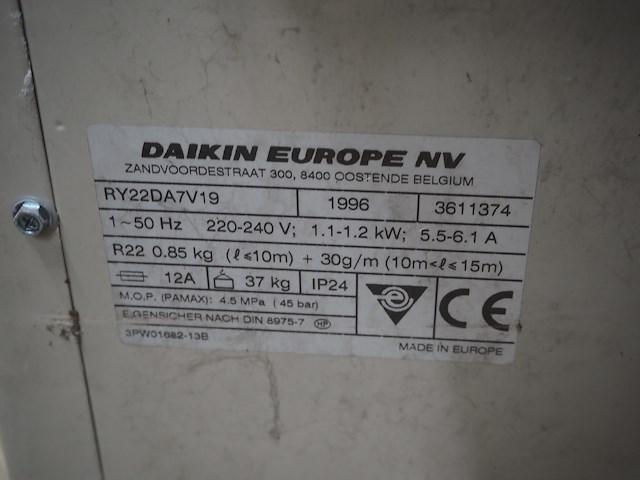 DAIKIN EUROPE NV
ZANDVOORDESTRAAT 300, 8400 OOSTENDE BELGIUM
RY22DA7V19 1996 3611374
1~50 Hz 220-240 V; 1.1-1.2 kW; 5.5-6.1 A
R22 0.85 kg (ℓ≤10m) + 30g/m (10m<ℓ≤15m)
12A 37 kg IP24
M.O.P. (PAMAX): 4.5 MPa (45 bar)
EIGENSICHER NACH DIN 8975-7 HP
3PW01682-13B
e CE
MADE IN EUROPE